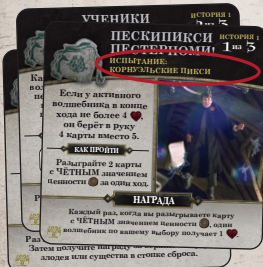 УЧЕНИКИ
ИСТОРИЯ 1
ПЕСКИПИКСИ
ПЕСТЕРНОМИ!
ИСТОРИЯ 1
1 из 3
ИСПЫТАНИЕ:
КОРНУЭЛЬСКИЕ ПИКСИ
Если у активного
волшебника в конце
хода не более 4,
он берёт в руку
4 карты вместо 5.
КАК ПРОЙТИ
Разыграйте 2 карты
с ЧЁТНЫМ значением
ценности за один ход.
НАГРАДА
Каждый раз, когда вы разыгрываете карту
с ЧЁТНЫМ значением ценности, один
волшебник по вашему выбору получает 1.
Затем получите награду
злодея или существа в стопке сброса.